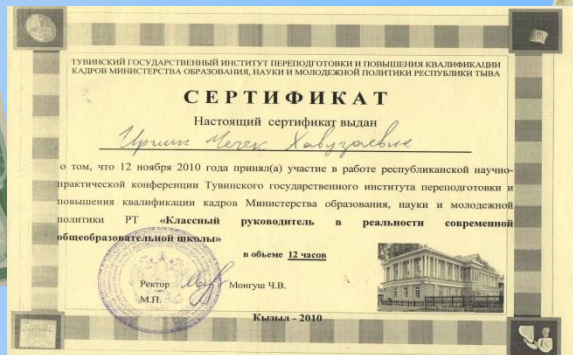 ТУВИНСКИЙ ГОСУДАРСТВЕННЫЙ ИНСТИТУТ ПЕРЕПОДГОТОВКИ И ПОВЫШЕНИЯ КВАЛИФИКАЦИИ
КАДРОВ МИНИСТЕРСТВА ОБРАЗОВАНИЯ, НАУКИ И МОЛОДЕЖНОЙ ПОЛИТИКИ РЕСПУБЛИКИ ТЫВА
СЕРТИФИКАТ
Настоящий сертификат выдан
о том, что 12 ноября 2010 года принял(а) участие в работе республиканской научно-
практической конференции Тувинского государственного института переподготовки и
повышения квалификации кадров Министерства образования, науки и молодежной
политики РТ «Классный руководитель в реальности современной
общеобразовательной школы»
в объеме 12 часов
Ректор Монгуш Ч.В.
М.П.
Кызыл - 2010